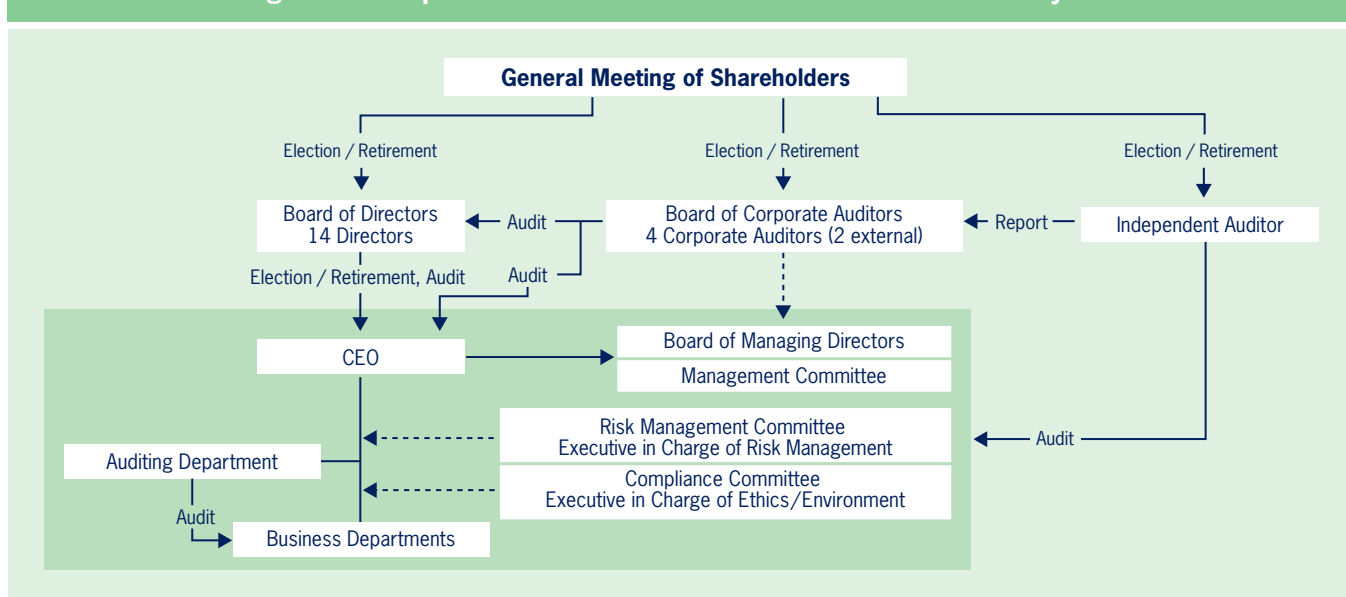 General Meeting of Shareholders
Election / Retirement
Election / Retirement
Election / Retirement
Board of Directors
14 Directors
Audit
Board of Corporate Auditors
4 Corporate Auditors (2 external)
Report
Independent Auditor
Election / Retirement, Audit
Audit
CEO
Board of Managing Directors
Management Committee
Risk Management Committee
Executive in Charge of Risk Management
Audit
Auditing Department
Compliance Committee
Executive in Charge of Ethics/Environment
Audit
Business Departments